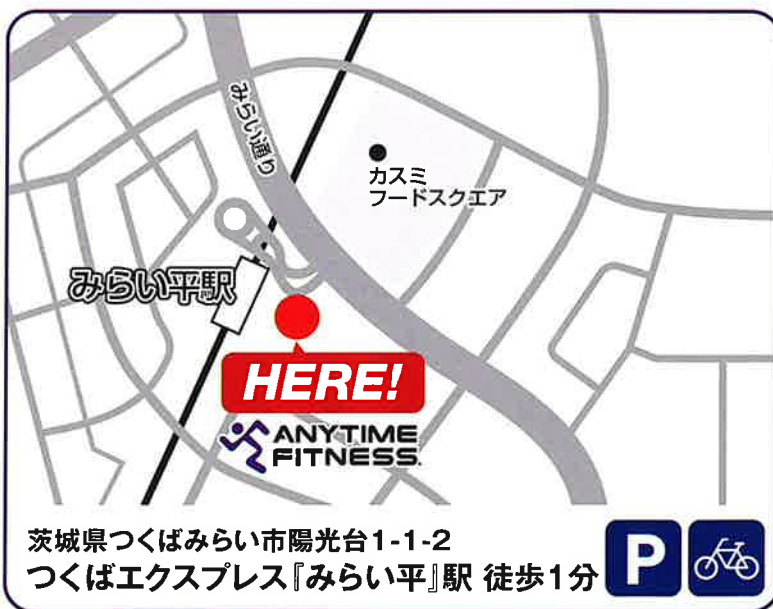 みらい通り
カスミ
フードスクエア
みらい平駅
HERE!
ANYTIME
FITNESS.
茨城県つくばみらい市陽光台1-1-2
つくばエクスプレス『みらい平』駅 徒歩1分
P